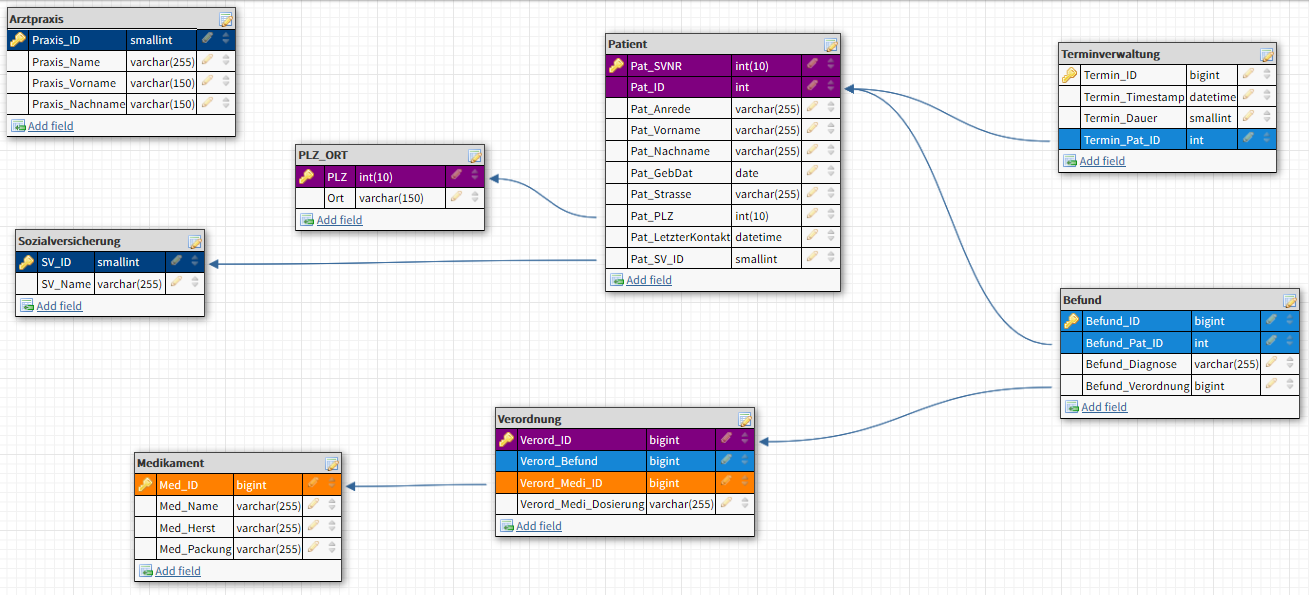 Arztpraxis
Praxis_ID smallint
Praxis_Name varchar(255)
Praxis_Vorname varchar(150)
Praxis_Nachname varchar(150)
Add field
PLZ_ORT
PLZ int(10)
Ort varchar(150)
Add field
Sozialversicherung
SV_ID smallint
SV_Name varchar(255)
Add field
Patient
Pat_SVNR int(10)
Pat_ID int
Pat_Anrede varchar(255)
Pat_Vorname varchar(255)
Pat_Nachname varchar(255)
Pat_GebDat date
Pat_Strasse varchar(255)
Pat_PLZ int(10)
Pat_LetzterKontakt datetime
Pat_SV_ID smallint
Add field
Terminverwaltung
Termin_ID bigint
Termin_Timestamp datetime
Termin_Dauer smallint
Termin_Pat_ID int
Add field
Befund
Befund_ID bigint
Befund_Pat_ID int
Befund_Diagnose varchar(255)
Befund_Verordnung bigint
Add field
Verordnung
Verord_ID bigint
Verord_Befund bigint
Verord_Medi_ID bigint
Verord_Medi_Dosierung varchar(255)
Add field
Medikament
Med_ID bigint
Med_Name varchar(255)
Med_Herst varchar(255)
Med_Packung varchar(255)
Add field